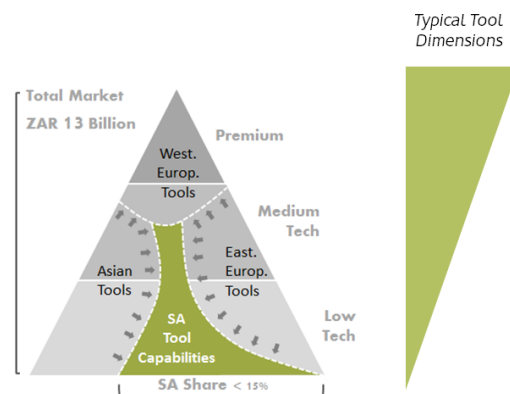 Typical Tool
Dimensions
Total Market
ZAR 13 Billion
Premium
West.
Europ.
Tools
Medium
Tech
Asian
Tools
East.
Europ.
Tools
SA
Tool
Capabilities
Low
Tech
SA Share < 15%